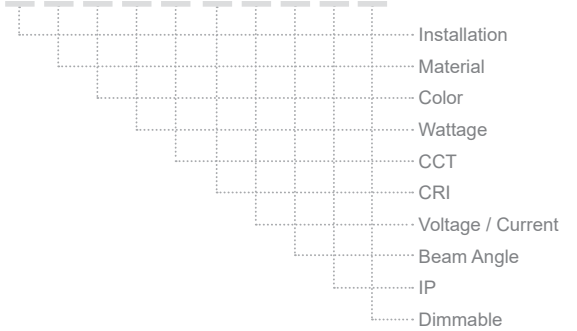 Installation
Material
Color
Wattage
CCT
CRI
Voltage / Current
Beam Angle
IP
Dimmable